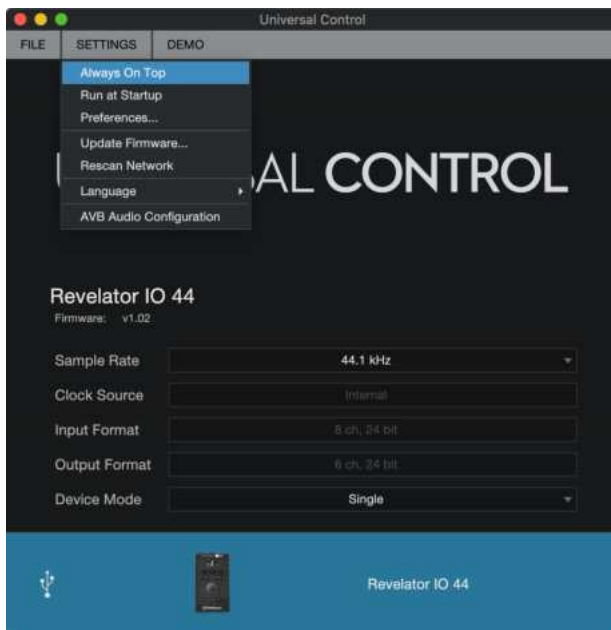 Universal Control
FILE SETTINGS DEMO
Always On Top
Run at Startup
Preferences...
Update Firmware...
Rescan Network
Language
AVB Audio Configuration
AL CONTROL
Revelator IO 44
Firmware: v1.02
Sample Rate 44.1 kHz
Clock Source Internal
Input Format 8 ch, 24 bit
Output Format 6 ch, 24 bit
Device Mode Single
Revelator IO 44